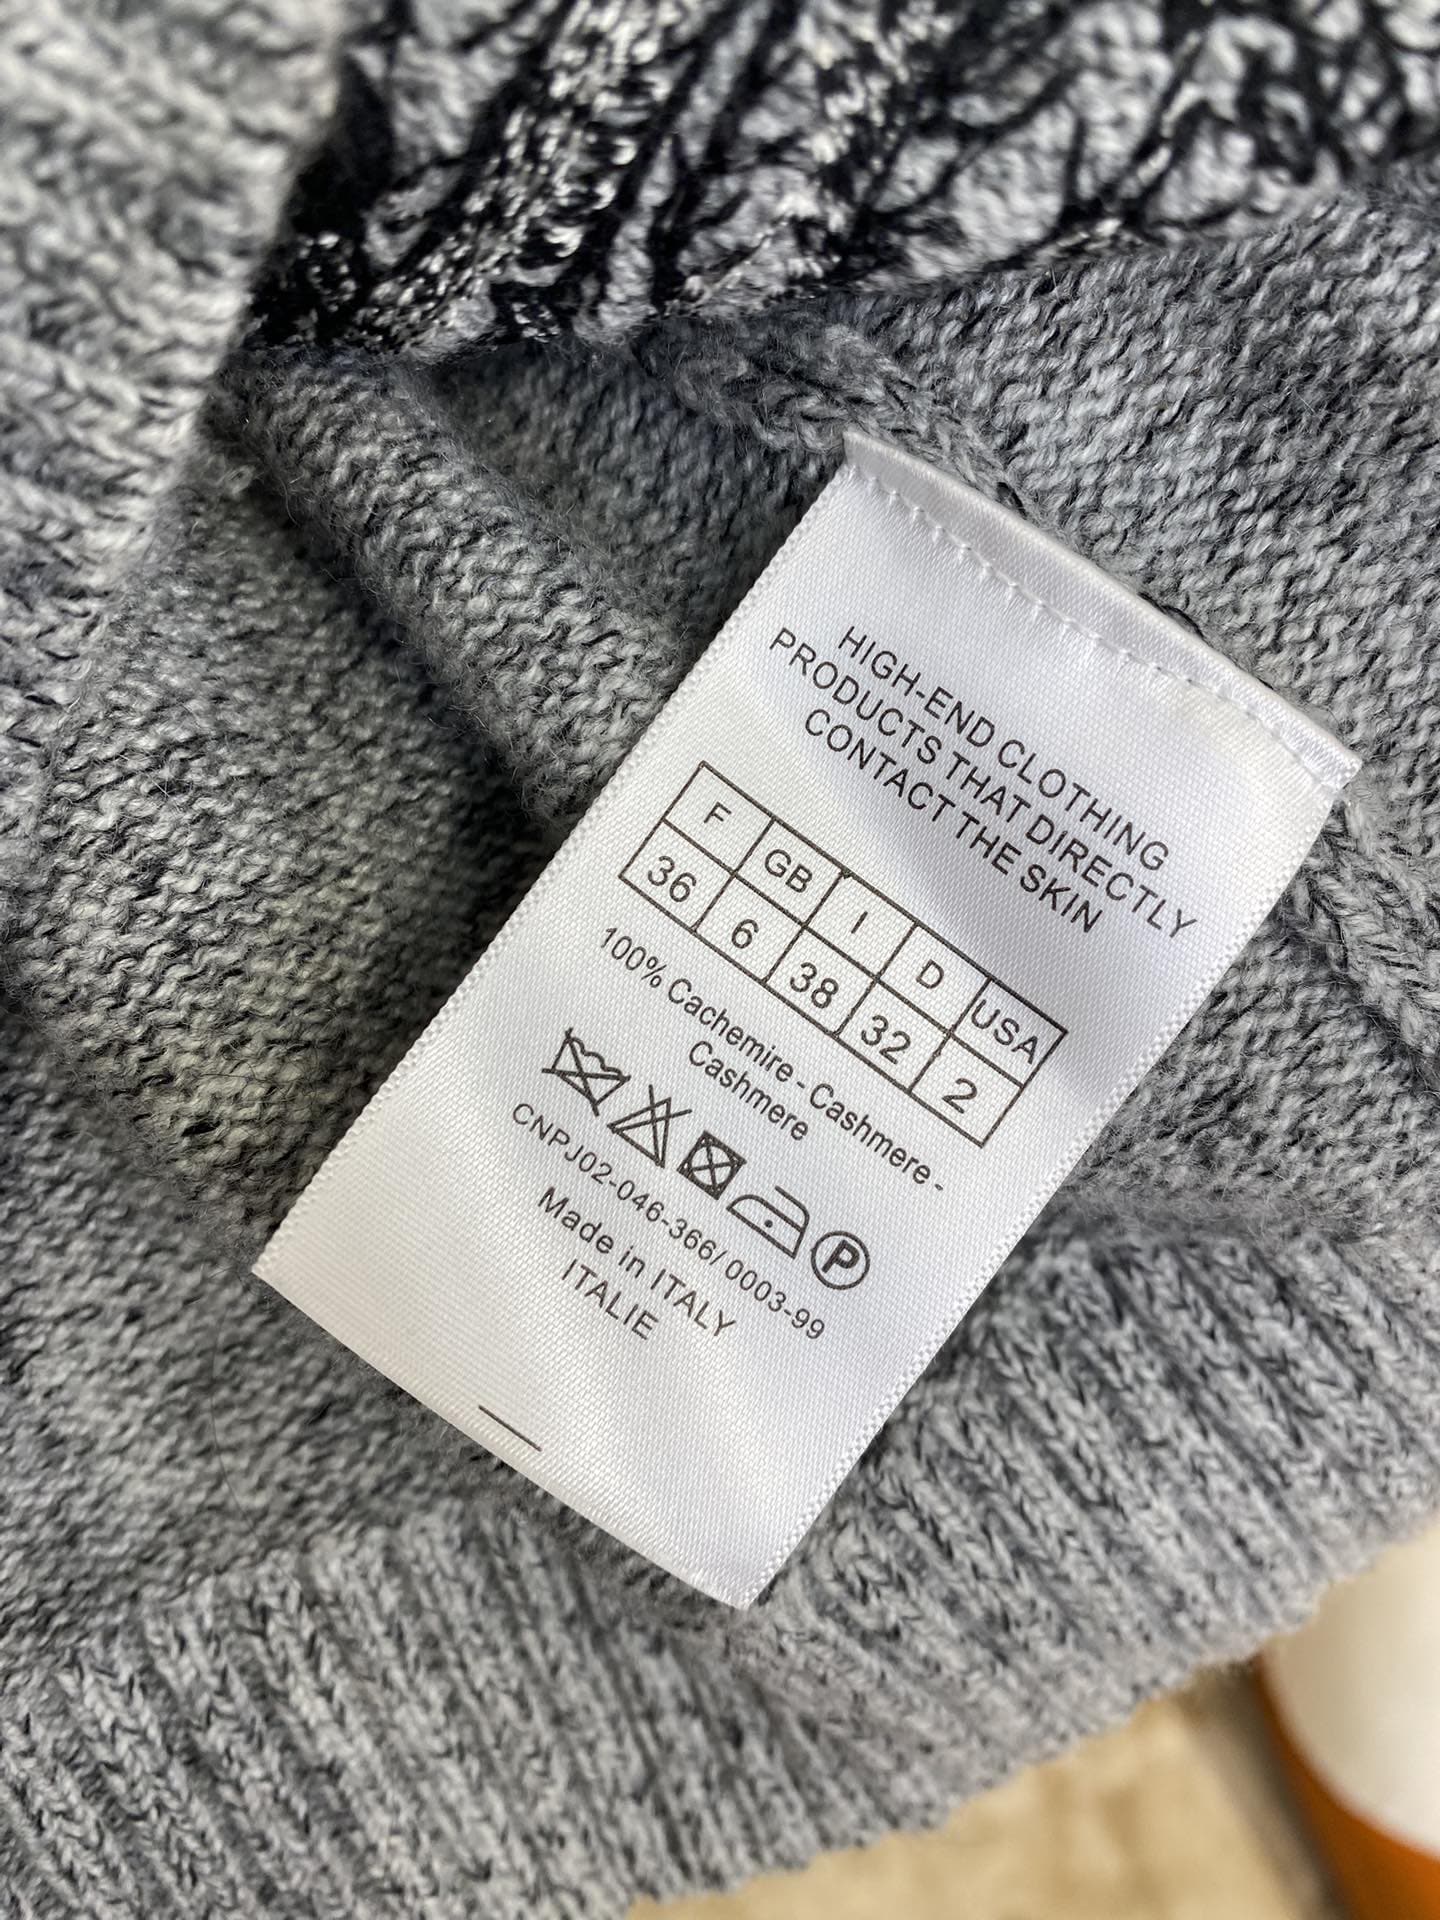 HIGH-END CLOTHING
PRODUCTS THAT DIRECTLY
CONTACT THE SKIN
F GB I D USA
36 6 38 32 2
100% Cachemire - Cashmere -
Cashmere
P
CNPJ02-046-366/0003-99
Made in ITALY
ITALIE